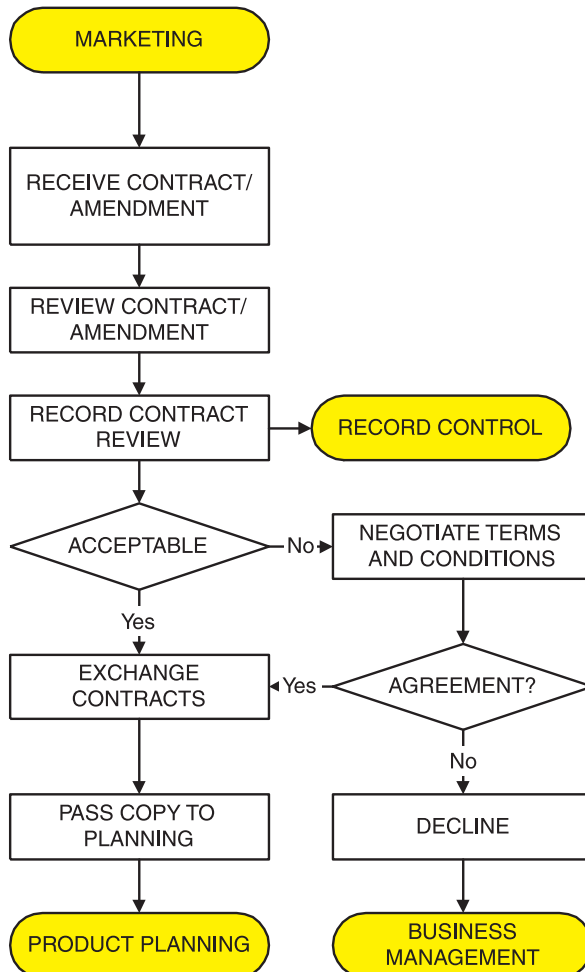 MARKETING
RECEIVE CONTRACT/
AMENDMENT
REVIEW CONTRACT/
AMENDMENT
RECORD CONTRACT
REVIEW
RECORD CONTROL
ACCEPTABLE
No
NEGOTIATE TERMS
AND CONDITIONS
Yes
EXCHANGE
CONTRACTS
Yes
AGREEMENT?
No
PASS COPY TO
PLANNING
DECLINE
PRODUCT PLANNING
BUSINESS
MANAGEMENT